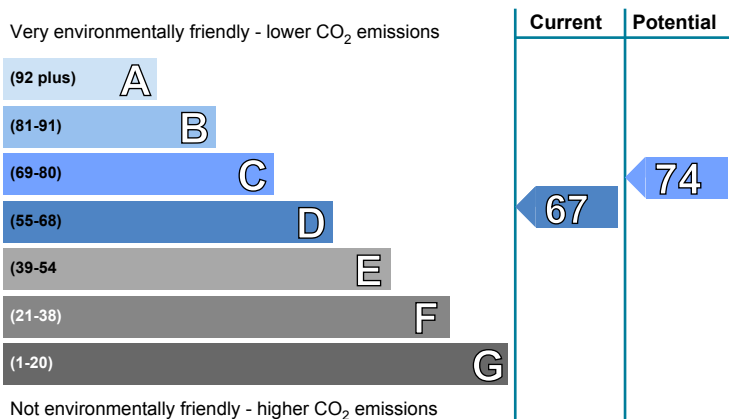 Very environmentally friendly - lower CO2 emissions
Current
Potential
(92 plus) A
(81-91) B
(69-80) C
(55-68) D
(39-54 E
(21-38) F
(1-20) G
67
74
Not environmentally friendly - higher CO2 emissions